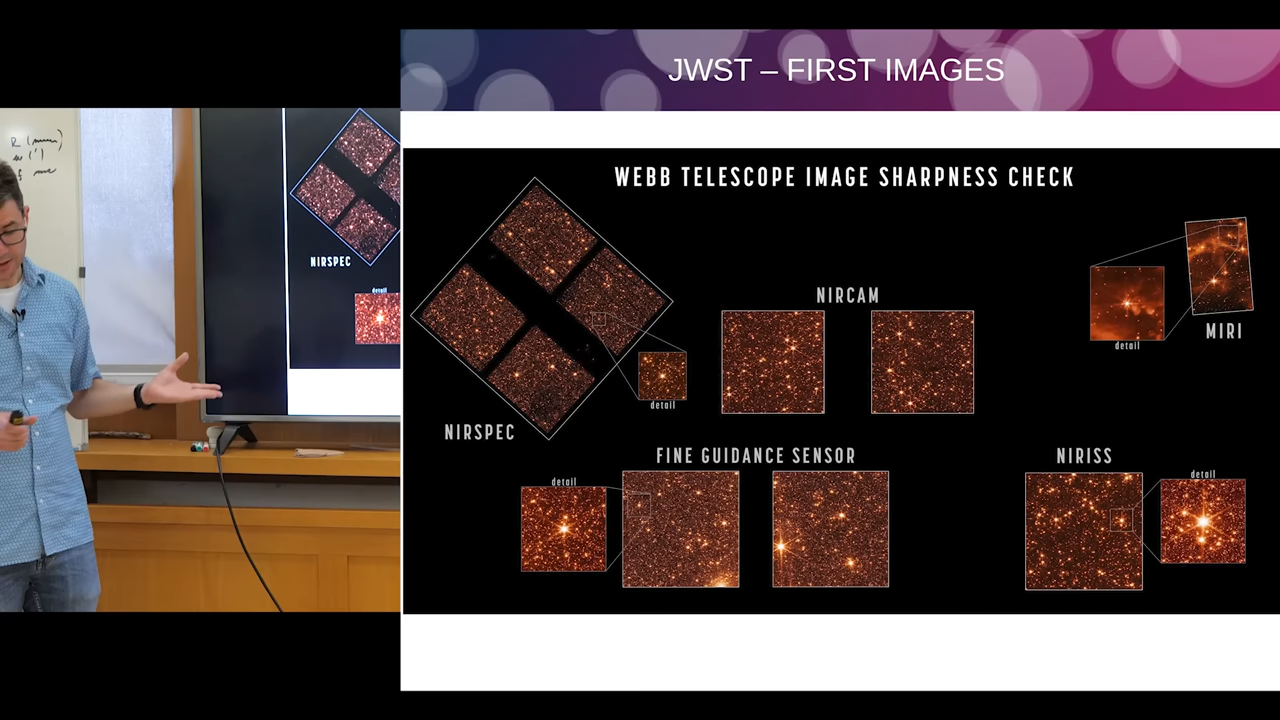 JWST – FIRST IMAGES
WEBB TELESCOPE IMAGE SHARPNESS CHECK
NIRCAM
MIRI
detail
detail
NIRSPEC
FINE GUIDANCE SENSOR
NIRISS
detail
detail
NIRSPEC
detail